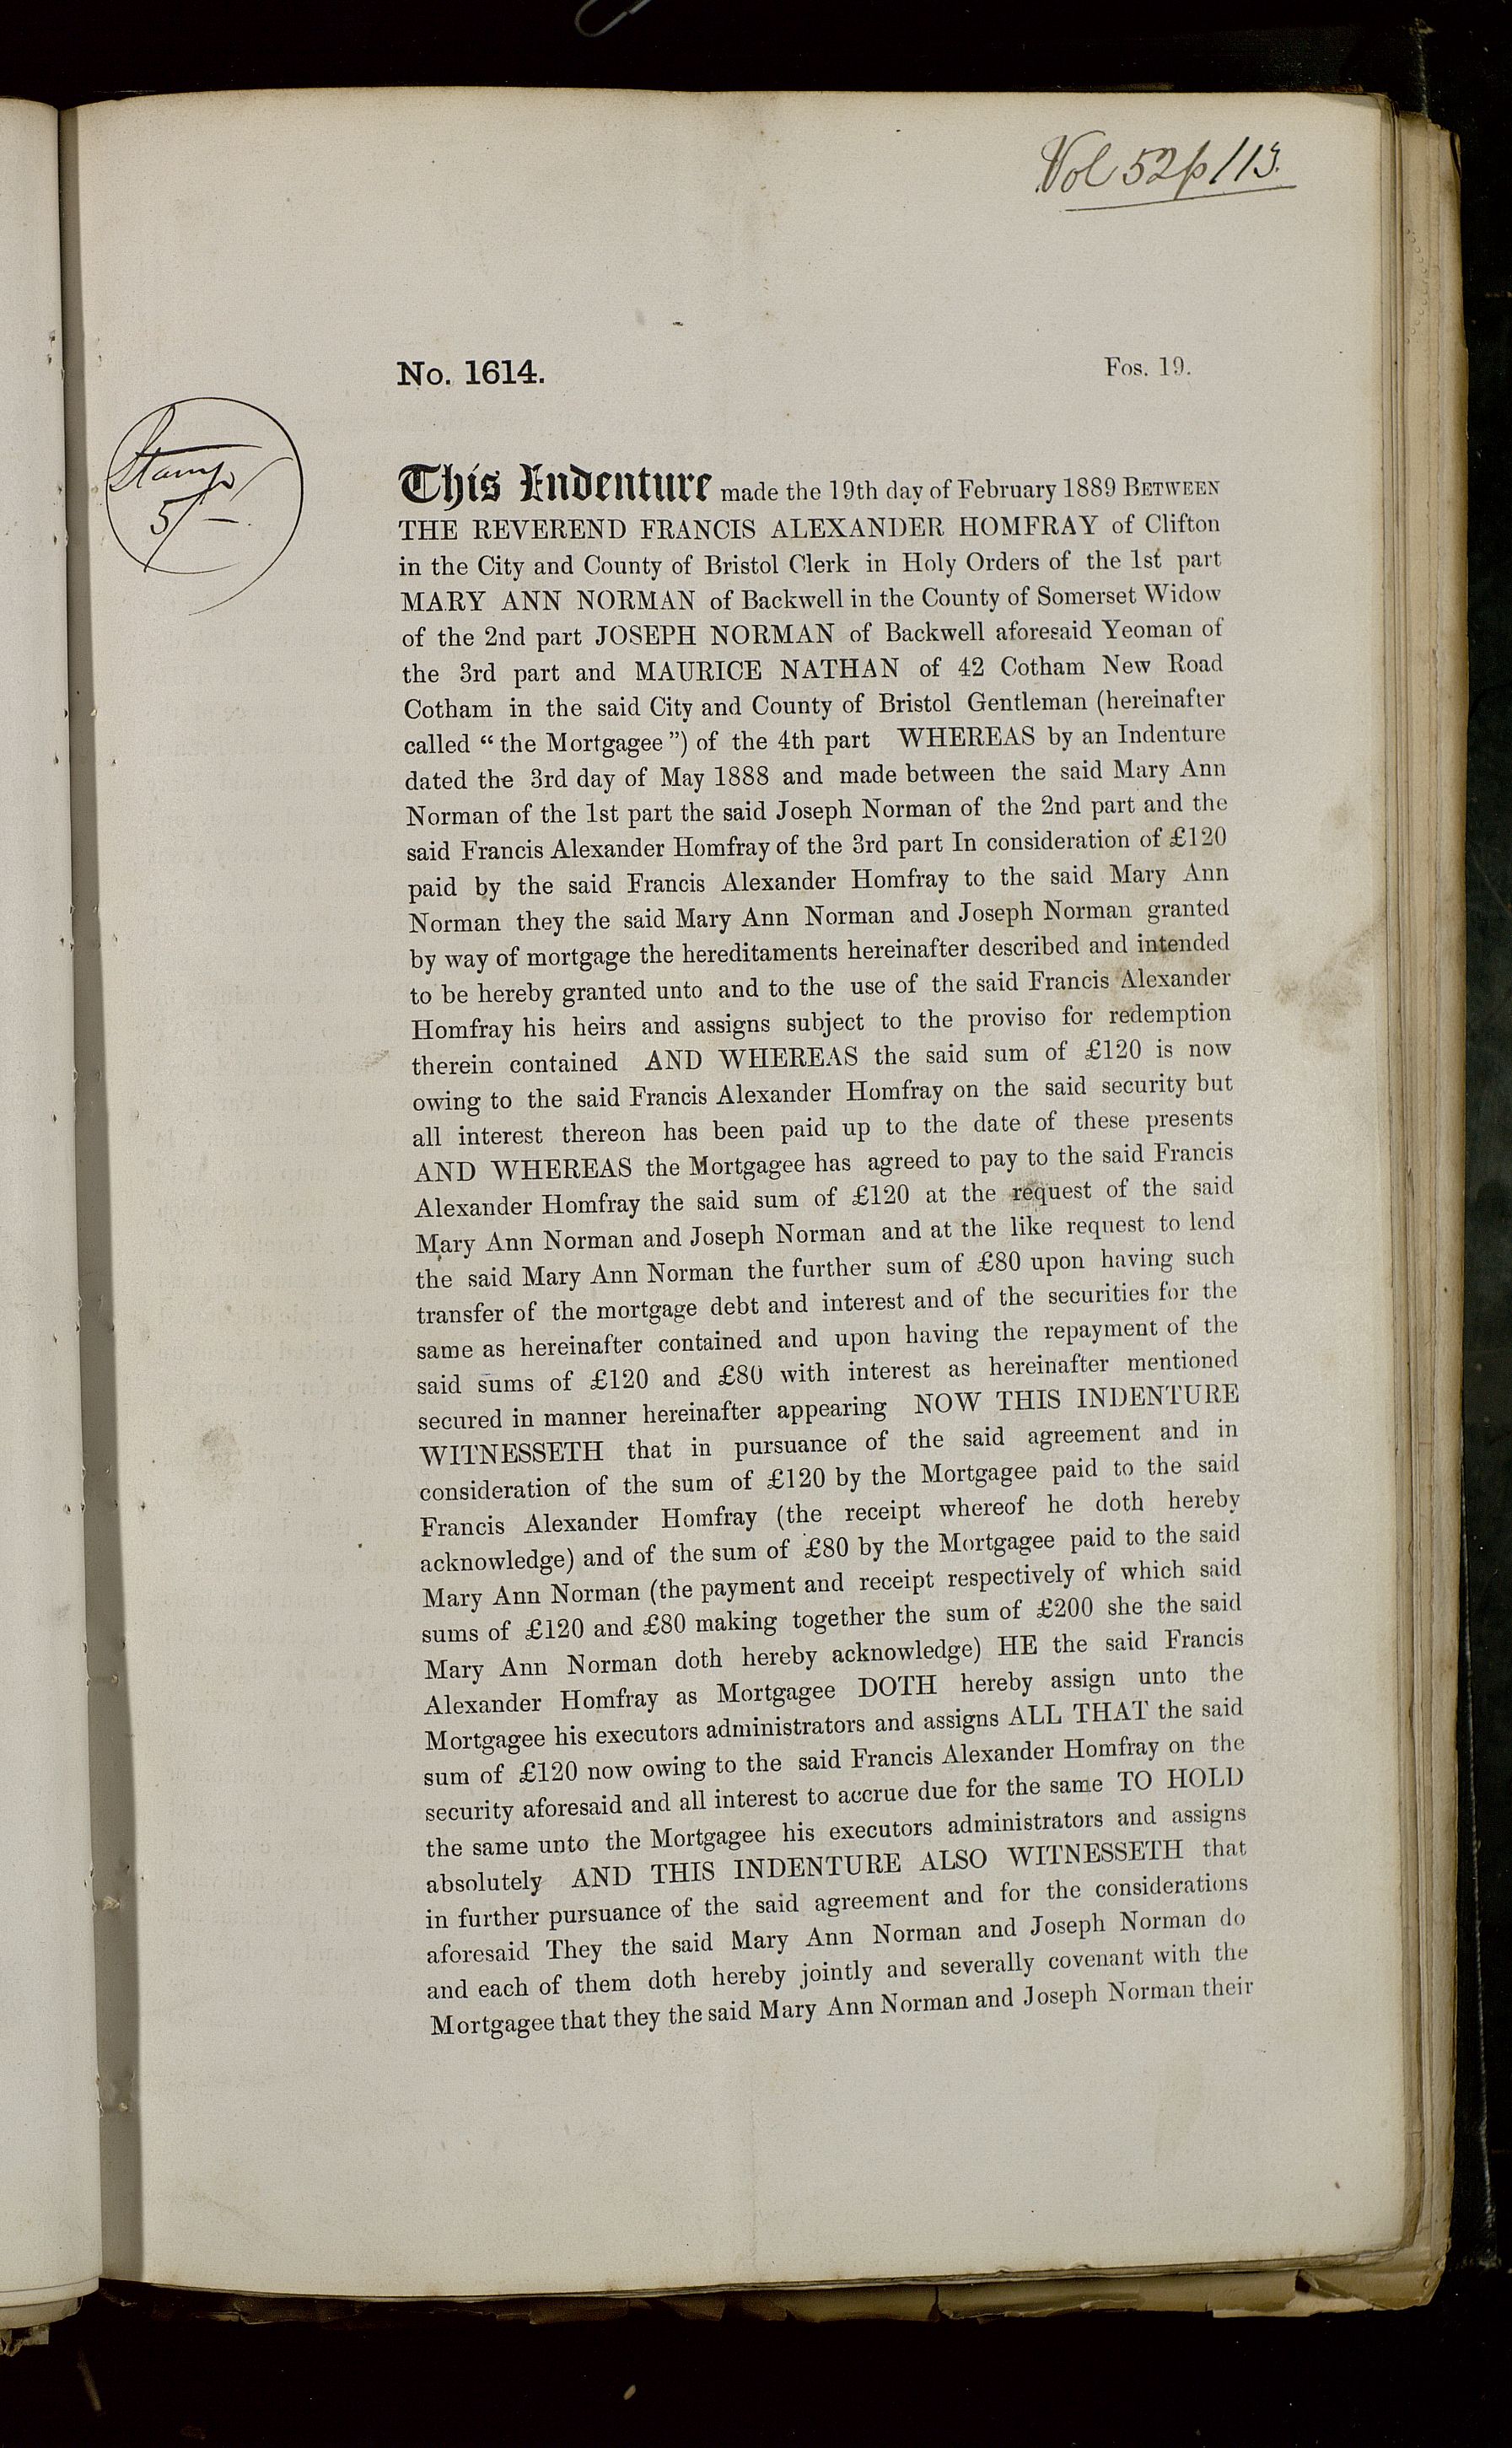 Vol 52 p 113.
No. 1614.
Fos. 19.
Stamp
5/-
This Indenture made the 19th day of February 1889 BETWEEN
THE REVEREND FRANCIS ALEXANDER HOMFRAY of Clifton
in the City and County of Bristol Clerk in Holy Orders of the 1st part
MARY ANN NORMAN of Backwell in the County of Somerset Widow
of the 2nd part JOSEPH NORMAN of Backwell aforesaid Yeoman of
the 3rd part and MAURICE NATHAN of 42 Cotham New Road
Cotham in the said City and County of Bristol Gentleman (hereinafter
called “the Mortgagee”) of the 4th part WHEREAS by an Indenture
dated the 3rd day of May 1888 and made between the said Mary Ann
Norman of the 1st part the said Joseph Norman of the 2nd part and the
said Francis Alexander Homfray of the 3rd part In consideration of £120
paid by the said Francis Alexander Homfray to the said Mary Ann
Norman they the said Mary Ann Norman and Joseph Norman granted
by way of mortgage the hereditaments hereinafter described and intended
to be hereby granted unto and to the use of the said Francis Alexander
Homfray his heirs and assigns subject to the proviso for redemption
therein contained AND WHEREAS the said sum of £120 is now
owing to the said Francis Alexander Homfray on the said security but
all interest thereon has been paid up to the date of these presents
AND WHEREAS the Mortgagee has agreed to pay to the said Francis
Alexander Homfray the said sum of £120 at the request of the said
Mary Ann Norman and Joseph Norman and at the like request to lend
the said Mary Ann Norman the further sum of £80 upon having such
transfer of the mortgage debt and interest and of the securities for the
same as hereinafter contained and upon having the repayment of the
said sums of £120 and £80 with interest as hereinafter mentioned
secured in manner hereinafter appearing NOW THIS INDENTURE
WITNESSETH that in pursuance of the said agreement and in
consideration of the sum of £120 by the Mortgagee paid to the said
Francis Alexander Homfray (the receipt whereof he doth hereby
acknowledge) and of the sum of £80 by the Mortgagee paid to the said
Mary Ann Norman (the payment and receipt respectively of which said
sums of £120 and £80 making together the sum of £200 she the said
Mary Ann Norman doth hereby acknowledge) HE the said Francis
Alexander Homfray as Mortgagee DOTH hereby assign unto the
Mortgagee his executors administrators and assigns ALL THAT the said
sum of £120 now owing to the said Francis Alexander Homfray on the
security aforesaid and all interest to accrue due for the same TO HOLD
the same unto the Mortgagee his executors administrators and assigns
absolutely AND THIS INDENTURE ALSO WITNESSETH that
in further pursuance of the said agreement and for the considerations
aforesaid They the said Mary Ann Norman and Joseph Norman do
and each of them doth hereby jointly and severally covenant with the
Mortgagee that they the said Mary Ann Norman and Joseph Norman their